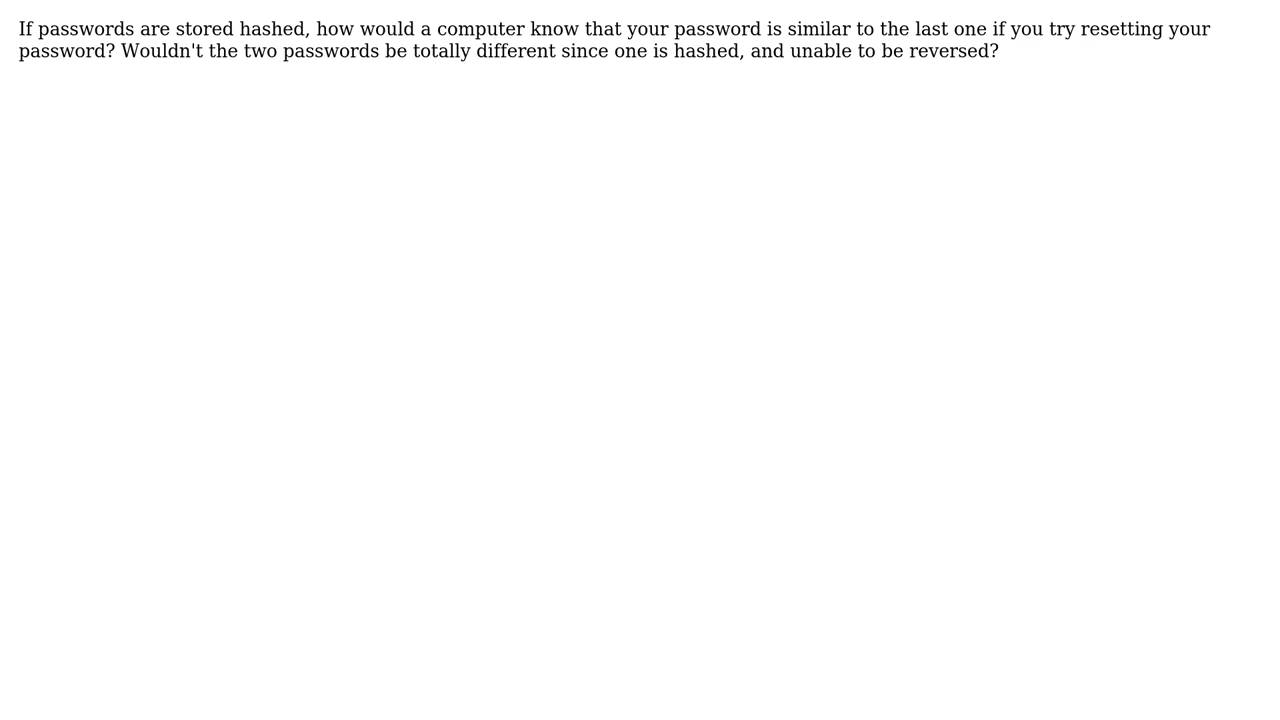 If passwords are stored hashed, how would a computer know that your password is similar to the last one if you try resetting your
password? Wouldn't the two passwords be totally different since one is hashed, and unable to be reversed?